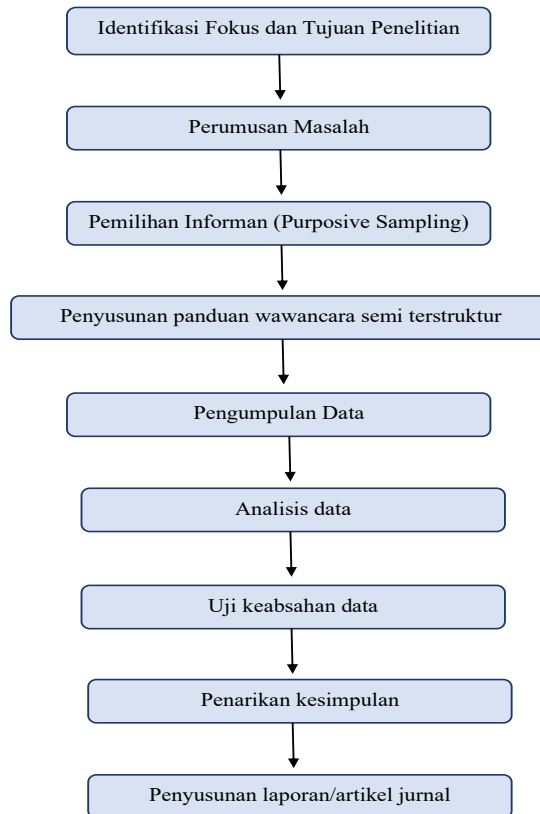 Identifikasi Fokus dan Tujuan Penelitian
Perumusan Masalah
Pemilihan Informan (Purposive Sampling)
Penyusunan panduan wawancara semi terstruktur
Pengumpulan Data
Analisis data
Uji keabsahan data
Penarikan kesimpulan
Penyusunan laporan/artikel jurnal